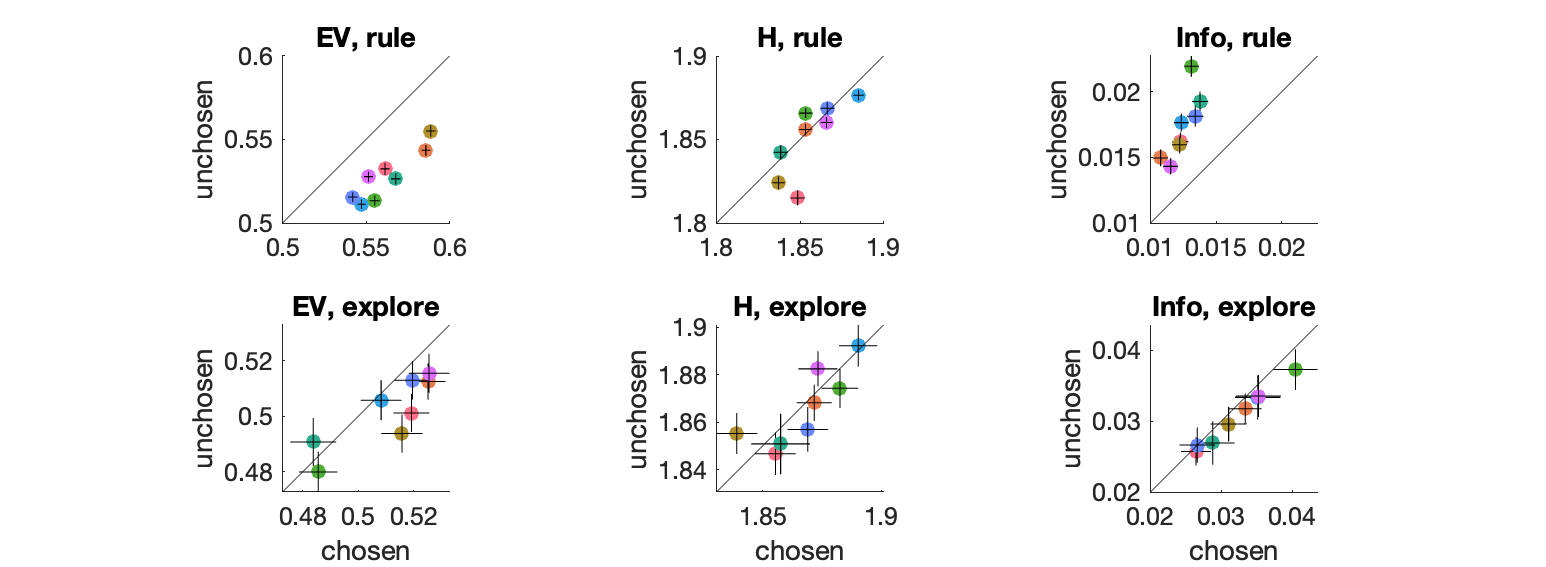 EV, rule
unchosen
0.6
0.55
0.5
0.5 0.55 0.6
H, rule
unchosen
1.9
1.85
1.8
1.8 1.85 1.9
Info, rule
unchosen
0.02
0.015
0.01
0.01 0.015 0.02
EV, explore
unchosen
0.52
0.5
0.48
0.48 0.5 0.52
chosen
H, explore
unchosen
1.9
1.88
1.86
1.84
1.85 1.9
chosen
Info, explore
unchosen
0.04
0.03
0.02
0.02 0.03 0.04
chosen